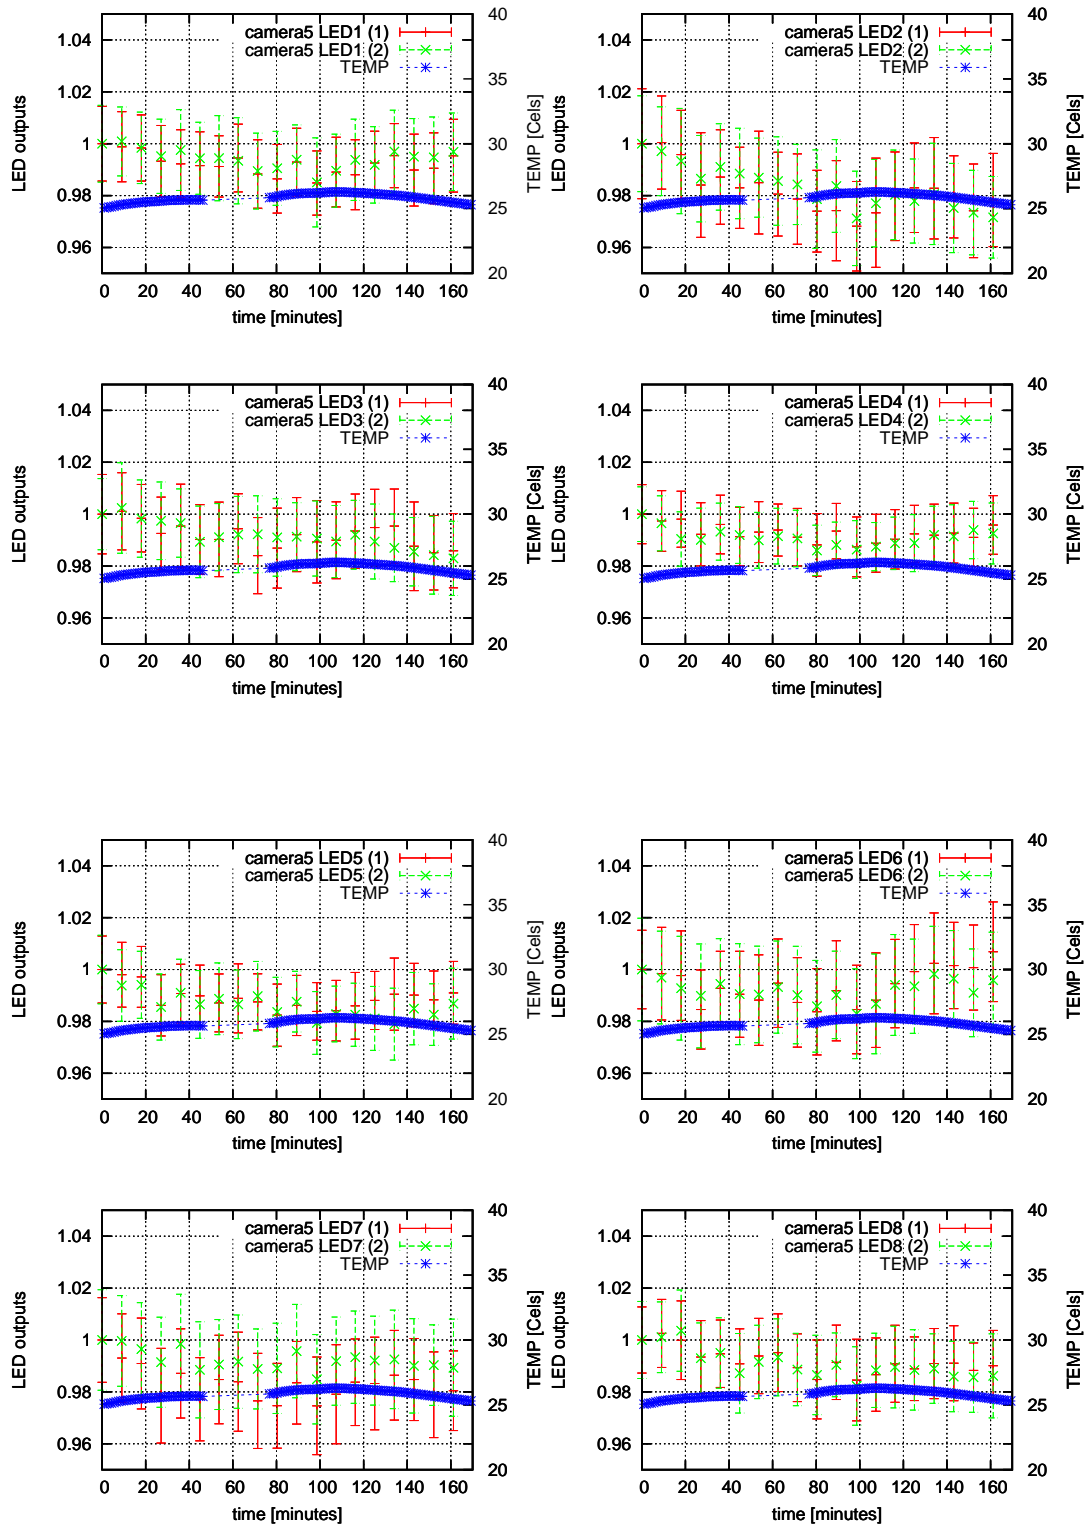 camera5 LED1 (1)
camera5 LED1 (2)
TEMP
1.04
1.02
1
0.98
0.96
40
35
30
25
20
0 20 40 60 80 100 120 140 160
LED outputs
TEMP [Cels]
time [minutes]
camera5 LED2 (1)
camera5 LED2 (2)
TEMP
1.04
1.02
1
0.98
0.96
40
35
30
25
20
0 20 40 60 80 100 120 140 160
LED outputs
TEMP [Cels]
time [minutes]
camera5 LED3 (1)
camera5 LED3 (2)
TEMP
1.04
1.02
1
0.98
0.96
40
35
30
25
20
0 20 40 60 80 100 120 140 160
LED outputs
TEMP [Cels]
time [minutes]
camera5 LED4 (1)
camera5 LED4 (2)
TEMP
1.04
1.02
1
0.98
0.96
40
35
30
25
20
0 20 40 60 80 100 120 140 160
LED outputs
TEMP [Cels]
time [minutes]
camera5 LED5 (1)
camera5 LED5 (2)
TEMP
1.04
1.02
1
0.98
0.96
40
35
30
25
20
0 20 40 60 80 100 120 140 160
LED outputs
TEMP [Cels]
time [minutes]
camera5 LED6 (1)
camera5 LED6 (2)
TEMP
1.04
1.02
1
0.98
0.96
40
35
30
25
20
0 20 40 60 80 100 120 140 160
LED outputs
TEMP [Cels]
time [minutes]
camera5 LED7 (1)
camera5 LED7 (2)
TEMP
1.04
1.02
1
0.98
0.96
40
35
30
25
20
0 20 40 60 80 100 120 140 160
LED outputs
TEMP [Cels]
time [minutes]
camera5 LED8 (1)
camera5 LED8 (2)
TEMP
1.04
1.02
1
0.98
0.96
40
35
30
25
20
0 20 40 60 80 100 120 140 160
LED outputs
TEMP [Cels]
time [minutes]